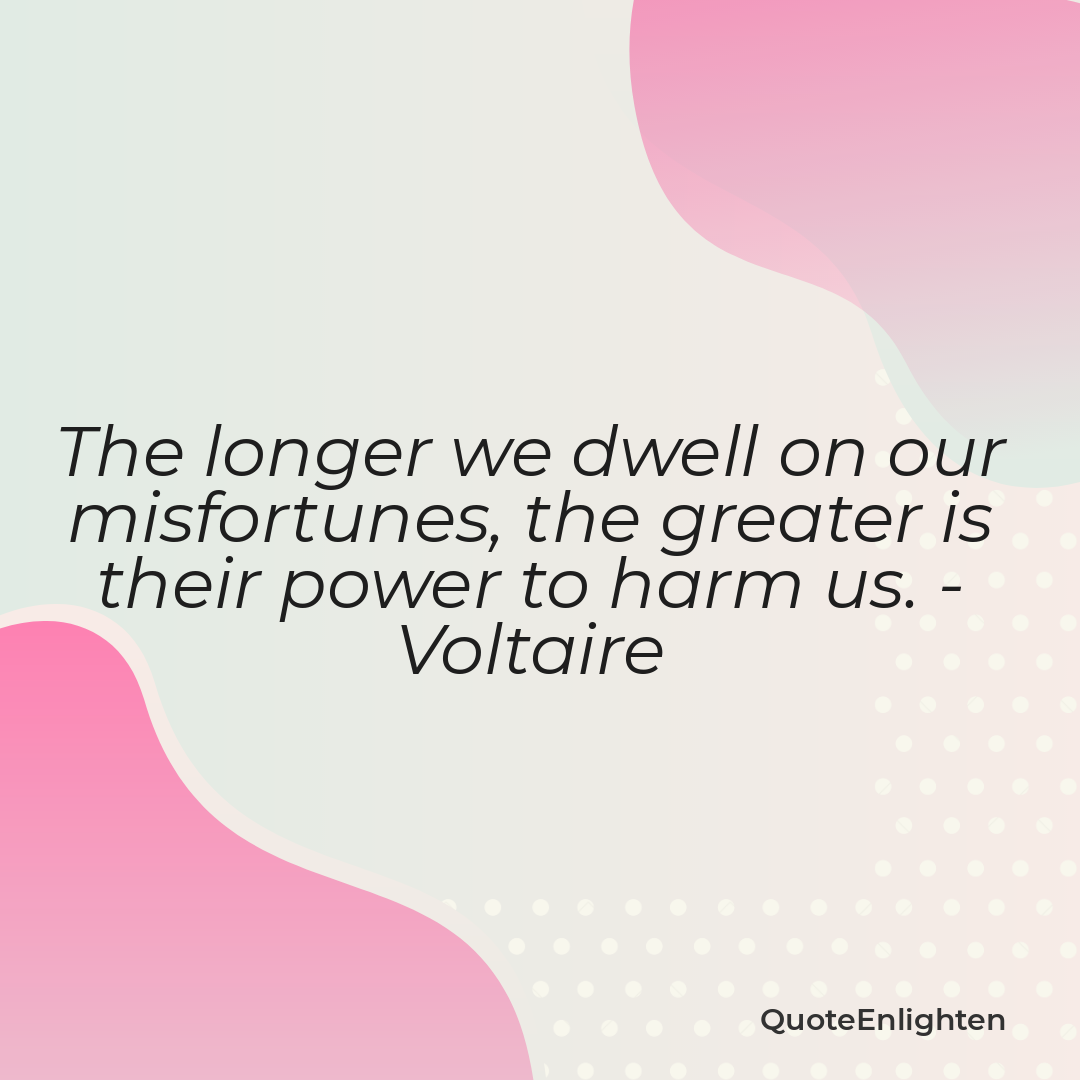 The longer we dwell on our
misfortunes, the greater is
their power to harm us. -
Voltaire
QuoteEnlighten